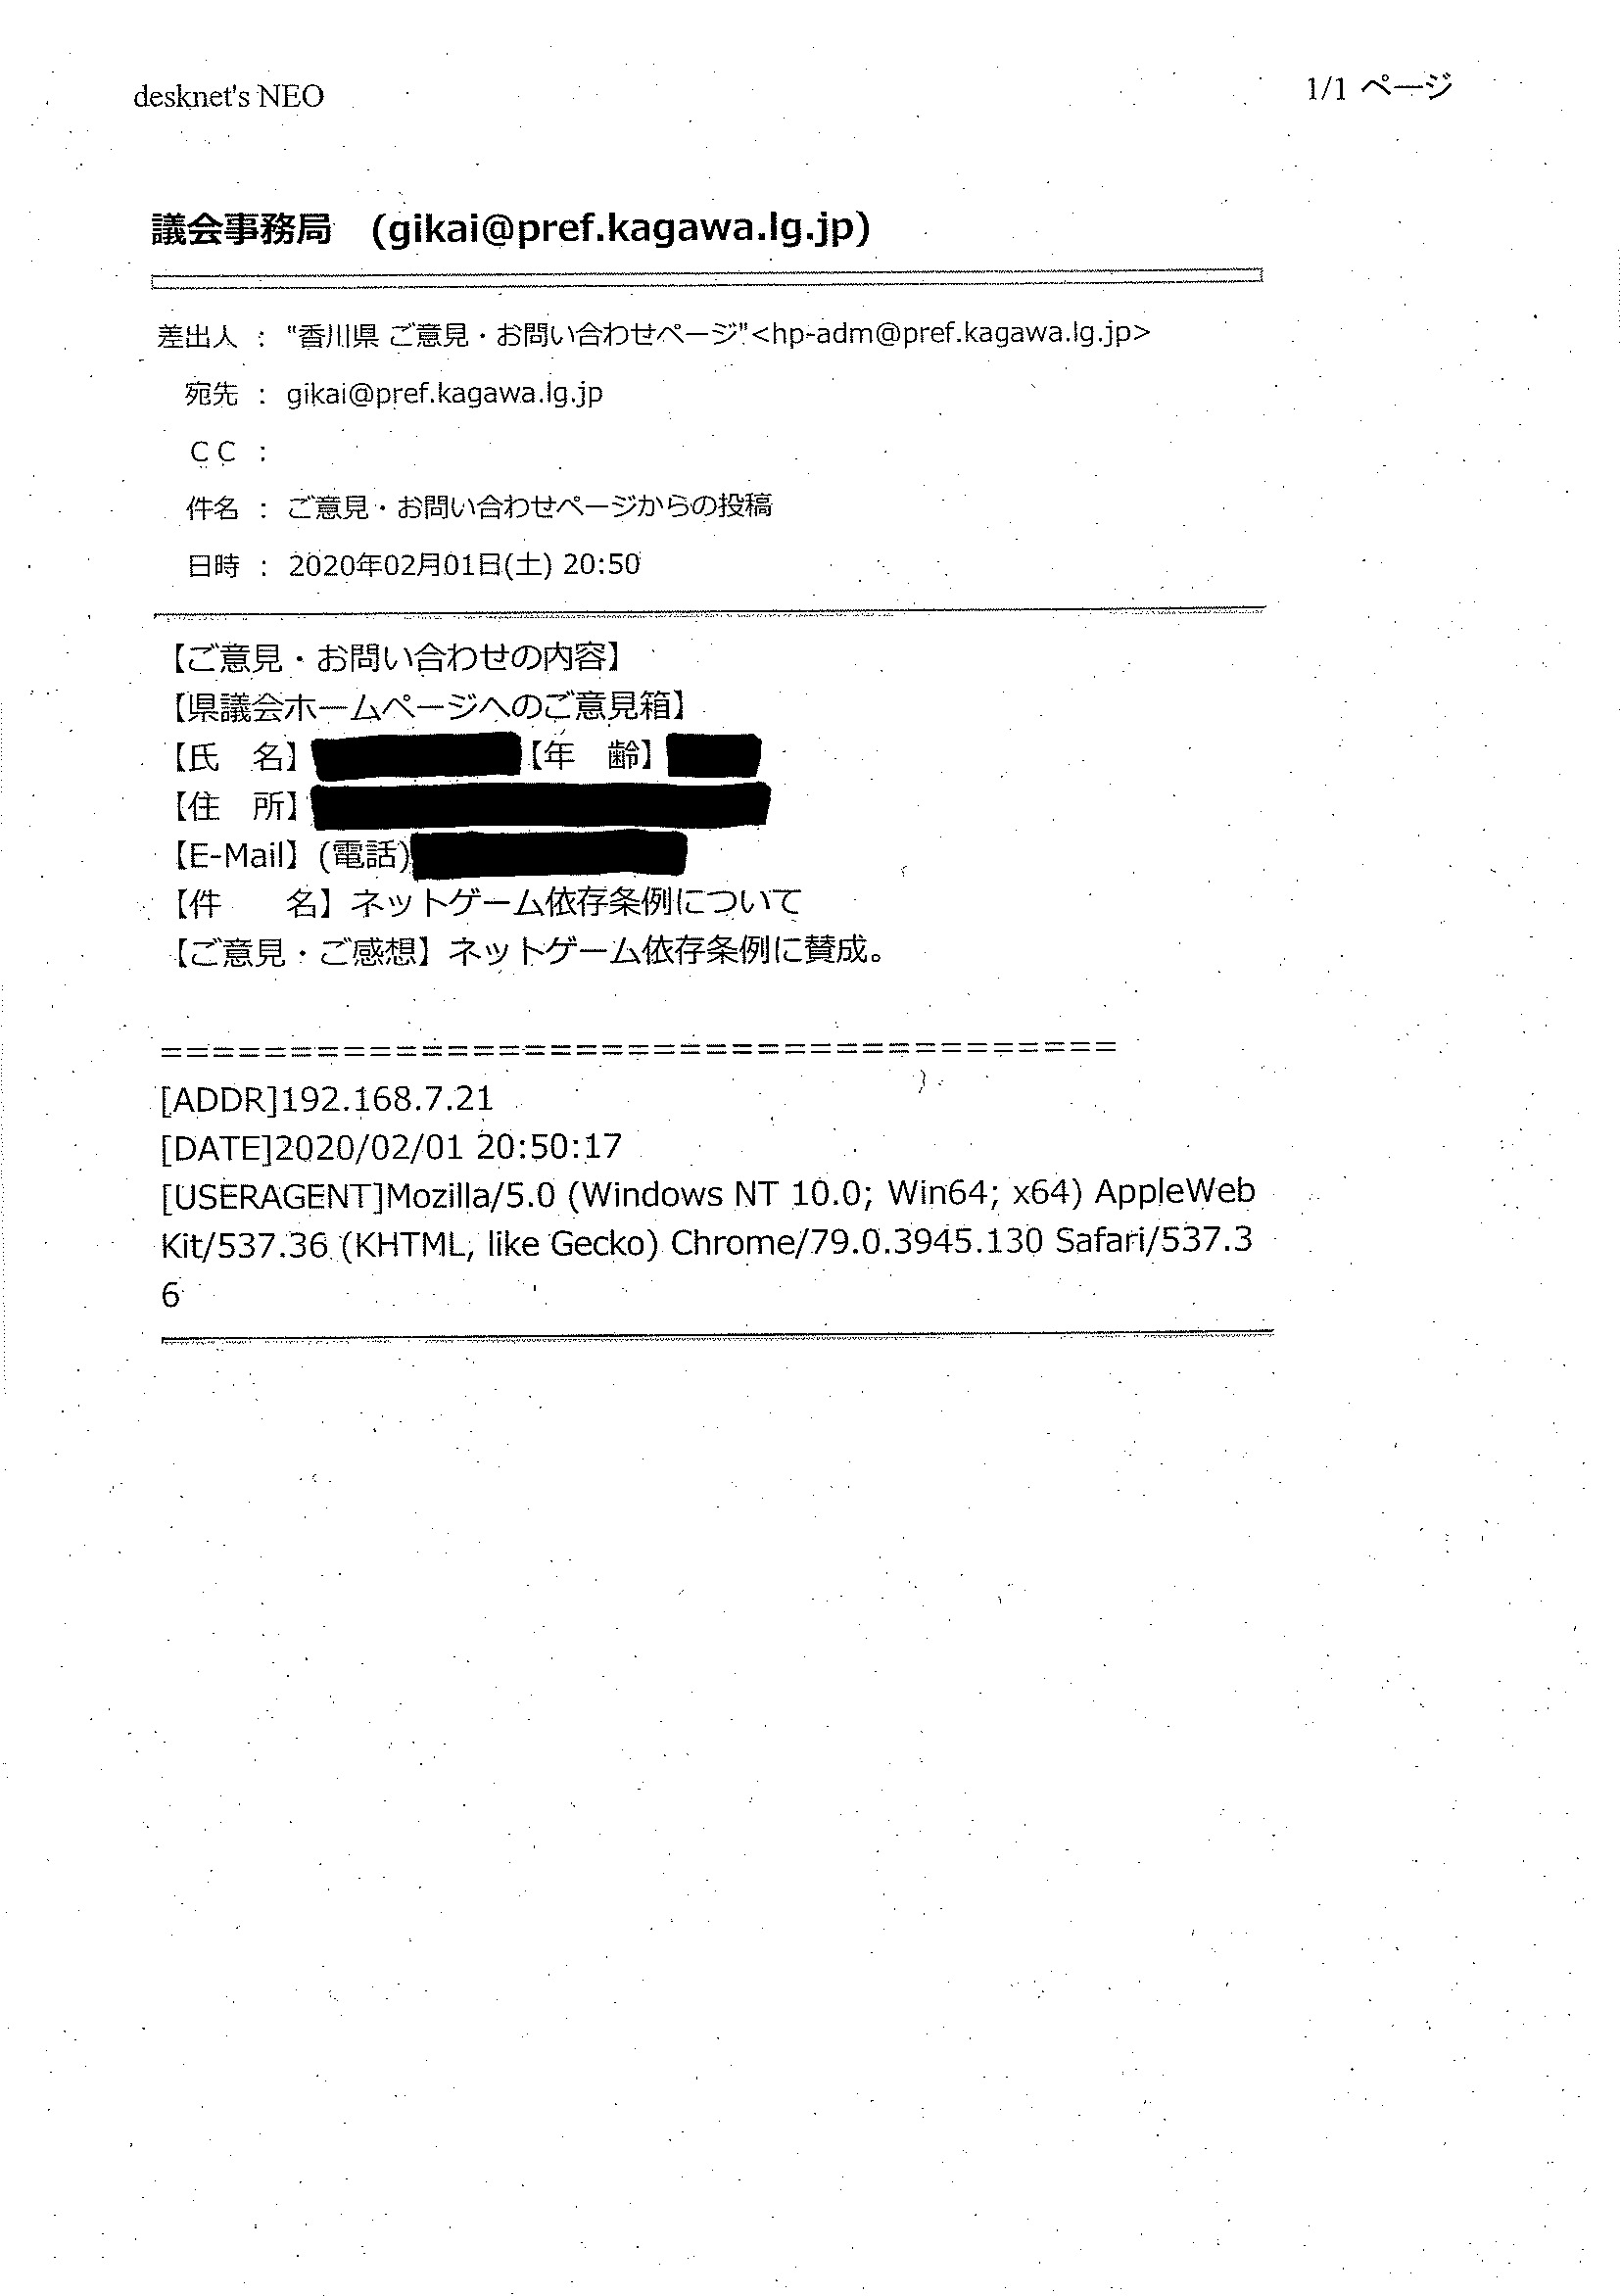 desknet's NEO
1/1 ページ
議会事務局　(gikai@pref.kagawa.lg.jp)
差出人 ： "香川県 ご意見・お問い合わせページ"<hp-adm@pref.kagawa.lg.jp>
宛先 ： gikai@pref.kagawa.lg.jp
ＣＣ ：
件名 ： ご意見・お問い合わせページからの投稿
日時 ： 2020年02月01日(土) 20:50
【ご意見・お問い合わせの内容】
【県議会ホームページへのご意見箱】
【氏　名】【年　齢】
【住　所】
【E-Mail】(電話)
【件　　名】ネットゲーム依存条例について
【ご意見・ご感想】ネットゲーム依存条例に賛成。
=====================================
[ADDR]192.168.7.21
[DATE]2020/02/01 20:50:17
[USERAGENT]Mozilla/5.0 (Windows NT 10.0; Win64; x64) AppleWeb
Kit/537.36 (KHTML, like Gecko) Chrome/79.0.3945.130 Safari/537.3
6